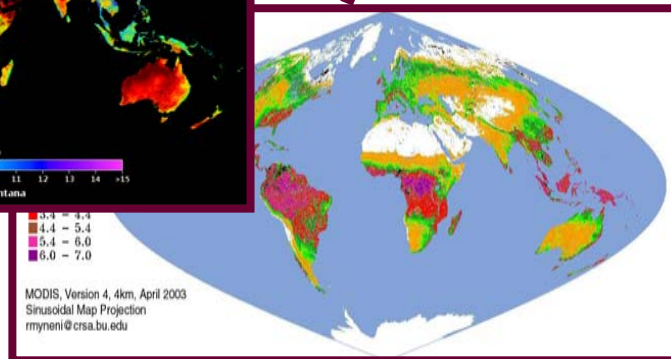 11 12 13 14 >15
ntana
3.4 - 4.4
4.4 - 5.4
5.4 - 6.0
6.0 - 7.0
MODIS, Version 4, 4km, April 2003
Sinusoidal Map Projection
rmyneni@crsa.bu.edu